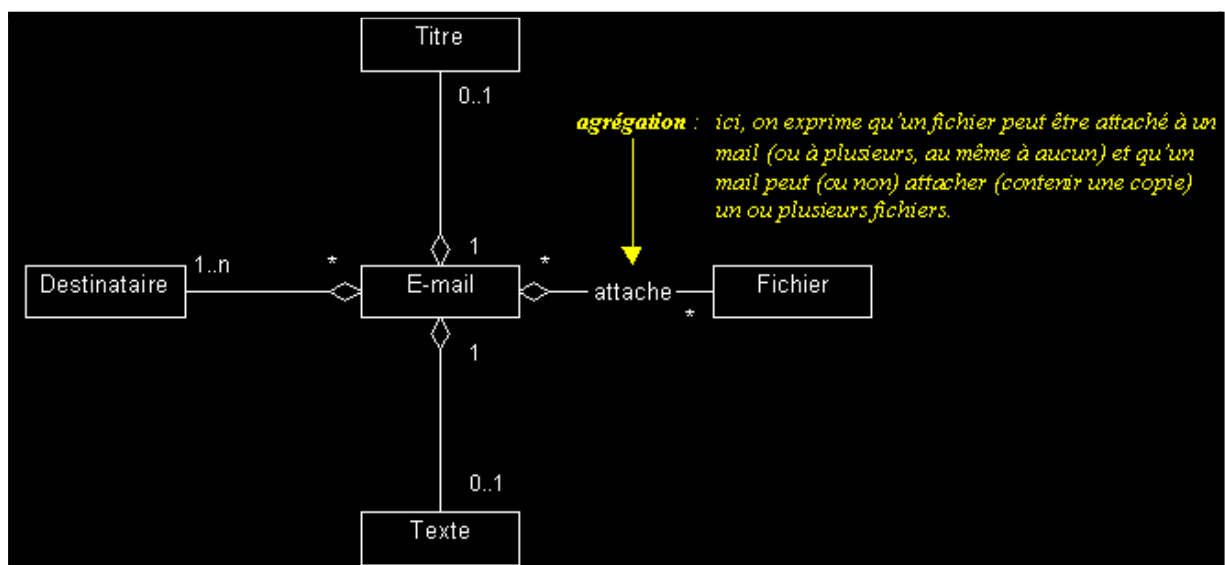 Titre
0..1
agrégation : ici, on exprime qu'un fichier peut être attaché à un
mail (ou à plusieurs, au même à aucun) et qu'un
mail peut (ou non) attacher (contenir une copie)
un ou plusieurs fichiers.
1
Destinataire 1..n * E-mail * attache * Fichier
1
0..1
Texte